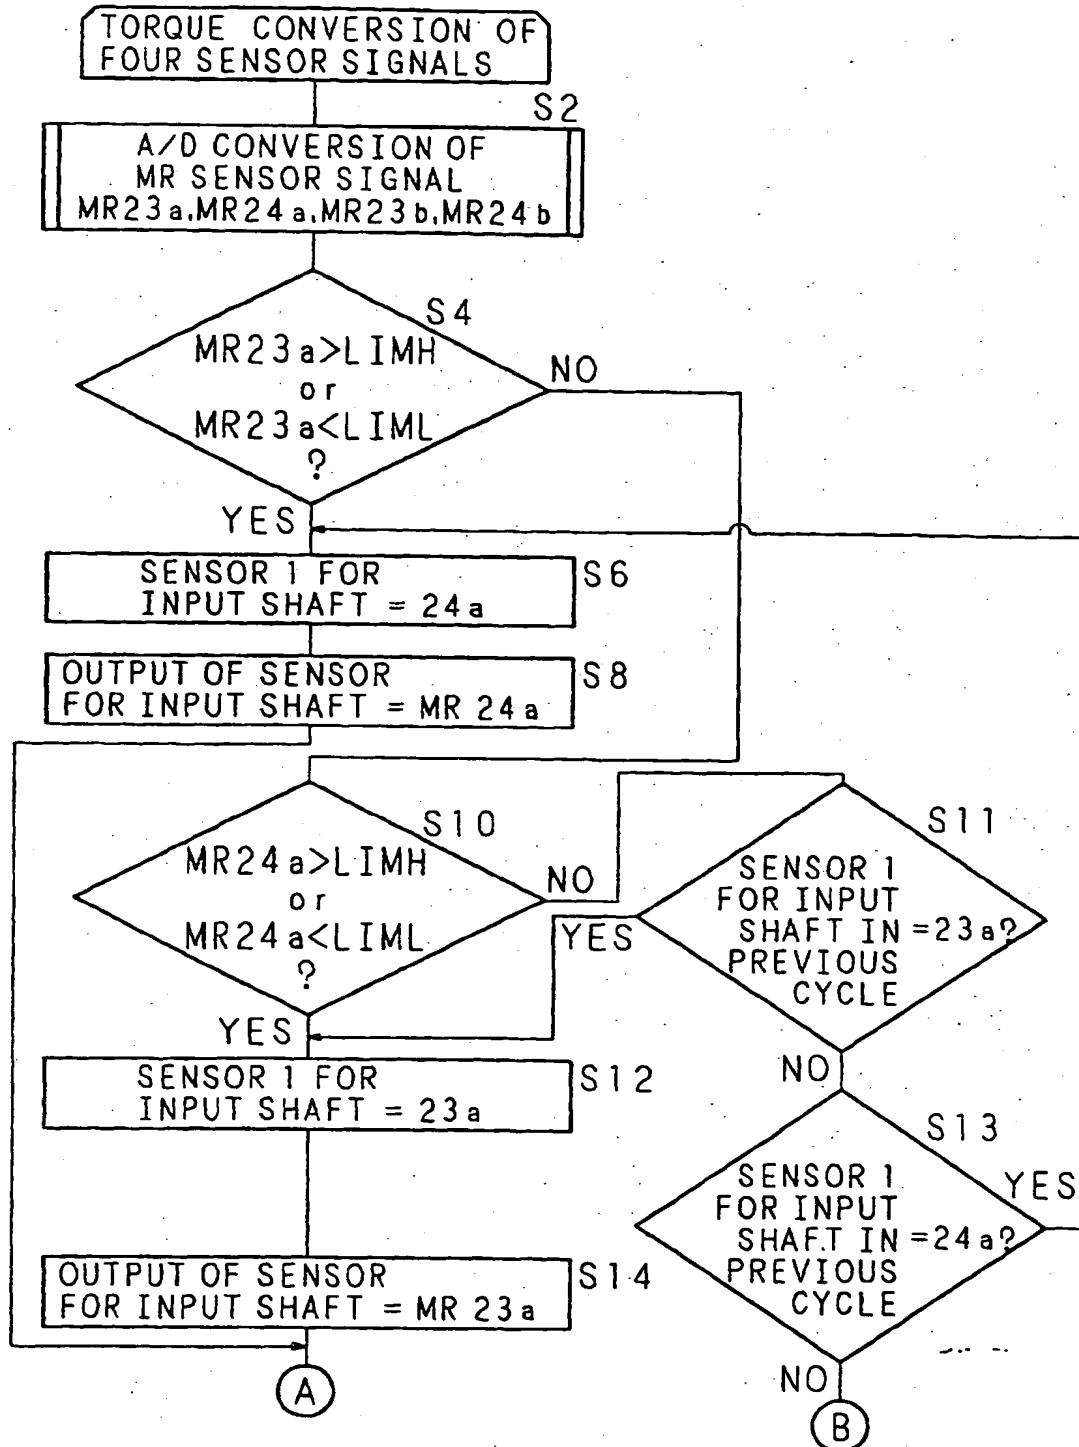 TORQUE CONVERSION OF
FOUR SENSOR SIGNALS
S2
A/D CONVERSION OF
MR SENSOR SIGNAL
MR23a,MR24a,MR23b,MR24b
S4
MR23a>LIMH
or
MR23a<LIML
?
NO
YES
SENSOR 1 FOR
INPUT SHAFT = 24a
S6
OUTPUT OF SENSOR
FOR INPUT SHAFT = MR 24a
S8
S10
MR24a>LIMH
or
MR24a<LIML
?
NO
YES
S11
SENSOR 1
FOR INPUT
SHAFT IN =23a?
PREVIOUS
CYCLE
YES
NO
SENSOR 1 FOR
INPUT SHAFT = 23a
S12
S13
SENSOR 1
FOR INPUT
SHAFT IN =24a?
PREVIOUS
CYCLE
YES
NO
OUTPUT OF SENSOR
FOR INPUT SHAFT = MR 23a
S14
A
B